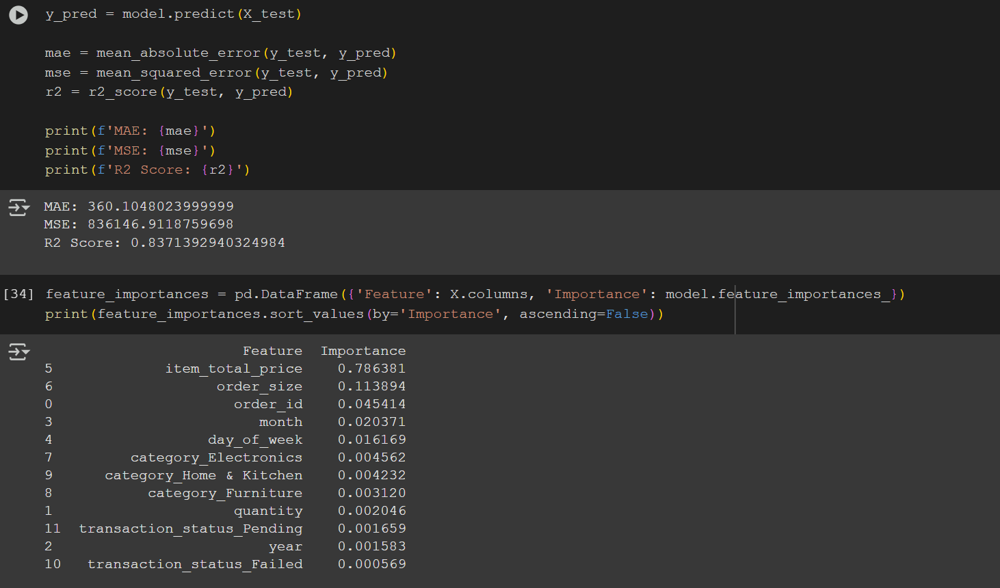 y_pred = model.predict(X_test)
mae = mean_absolute_error(y_test, y_pred)
mse = mean_squared_error(y_test, y_pred)
r2 = r2_score(y_test, y_pred)
print(f'MAE: {mae}')
print(f'MSE: {mse}')
print(f'R2 Score: {r2}')
MAE: 360.1048023999999
MSE: 836146.9118759698
R2 Score: 0.8371392940324984
[34] feature_importances = pd.DataFrame({'Feature': X.columns, 'Importance': model.feature_importances_})
print(feature_importances.sort_values(by='Importance', ascending=False))
Feature Importance
5 item_total_price 0.786381
6 order_size 0.113894
0 order_id 0.045414
3 month 0.020371
4 day_of_week 0.016169
7 category_Electronics 0.004562
9 category_Home & Kitchen 0.004232
8 category_Furniture 0.003120
1 quantity 0.002046
11 transaction_status_Pending 0.001659
2 year 0.001583
10 transaction_status_Failed 0.000569